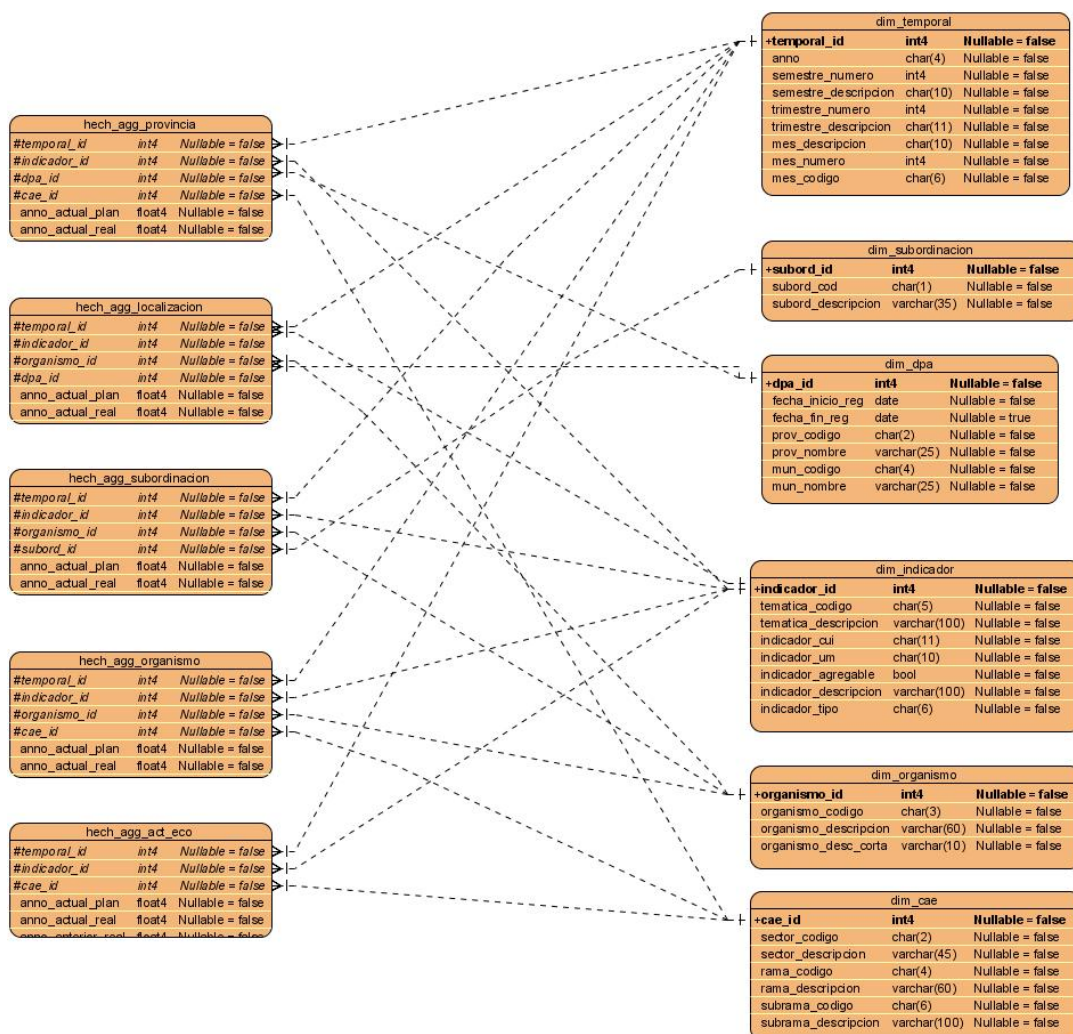 hech_agg_provincia
#temporal_id int4 Nullable = false
#indicador_id int4 Nullable = false
#dpa_id int4 Nullable = false
#cae_id int4 Nullable = false
anno_actual_plan float4 Nullable = false
anno_actual_real float4 Nullable = false
hech_agg_localización
#temporal_id int4 Nullable = false
#indicador_id int4 Nullable = false
#organismo_id int4 Nullable = false
#dpa_id int4 Nullable = false
anno_actual_plan float4 Nullable = false
anno_actual_real float4 Nullable = false
hech_agg_subordinacion
#temporal_id int4 Nullable = false
#indicador_id int4 Nullable = false
#organismo_id int4 Nullable = false
#subord_id int4 Nullable = false
anno_actual_plan float4 Nullable = false
anno_actual_real float4 Nullable = false
hech_agg_organismo
#temporal_id int4 Nullable = false
#indicador_id int4 Nullable = false
#organismo_id int4 Nullable = false
#cae_id int4 Nullable = false
anno_actual_plan float4 Nullable = false
anno_actual_real float4 Nullable = false
hech_agg_act_eco
#temporal_id int4 Nullable = false
#indicador_id int4 Nullable = false
#cae_id int4 Nullable = false
anno_actual_plan float4 Nullable = false
anno_actual_real float4 Nullable = false
anno_anterior_real float4 Nullable = false
dim_temporal
+temporal_id int4 Nullable = false
anno char(4) Nullable = false
semestre_numero int4 Nullable = false
semestre_descripcion char(10) Nullable = false
trimestre_numero int4 Nullable = false
trimestre_descripcion char(11) Nullable = false
mes_descripcion char(10) Nullable = false
mes_numero int4 Nullable = false
mes_codigo char(6) Nullable = false
dim_subordinacion
+subord_id int4 Nullable = false
subord_cod char(1) Nullable = false
subord_descripcion varchar(35) Nullable = false
dim_dpa
+dpa_id int4 Nullable = false
fecha_inicio_reg date Nullable = false
fecha_fin_reg date Nullable = true
prov_codigo char(2) Nullable = false
prov_nombre varchar(25) Nullable = false
mun_codigo char(4) Nullable = false
mun_nombre varchar(25) Nullable = false
dim_indicador
+indicador_id int4 Nullable = false
tematica_codigo char(5) Nullable = false
tematica_descripcion varchar(100) Nullable = false
indicador_cui char(11) Nullable = false
indicador_um char(10) Nullable = false
indicador_agregable bool Nullable = false
indicador_descripcion varchar(100) Nullable = false
indicador_tipo char(6) Nullable = false
dim_organismo
+organismo_id int4 Nullable = false
organismo_codigo char(3) Nullable = false
organismo_descripcion varchar(60) Nullable = false
organismo_desc_corta varchar(10) Nullable = false
dim_cae
+cae_id int4 Nullable = false
sector_codigo char(2) Nullable = false
sector_descripcion varchar(45) Nullable = false
rama_codigo char(4) Nullable = false
rama_descripcion varchar(60) Nullable = false
subrama_codigo char(6) Nullable = false
subrama_descripcion varchar(100) Nullable = false